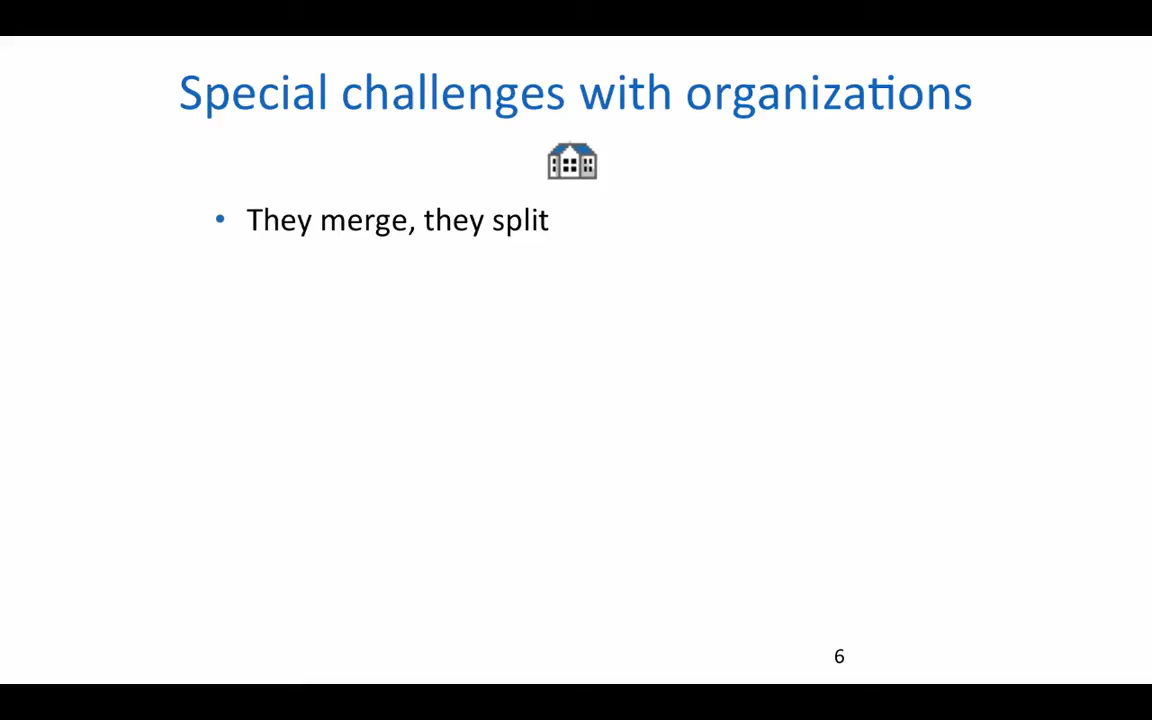 Special challenges with organizations
• They merge, they split
6